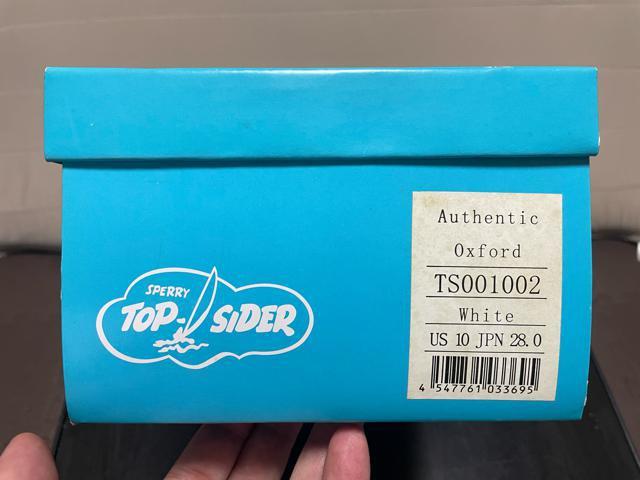 SPERRY
TOP-SIDER
Authentic
Oxford
TS001002
White
US 10 JPN 28.0
4 547761 033695